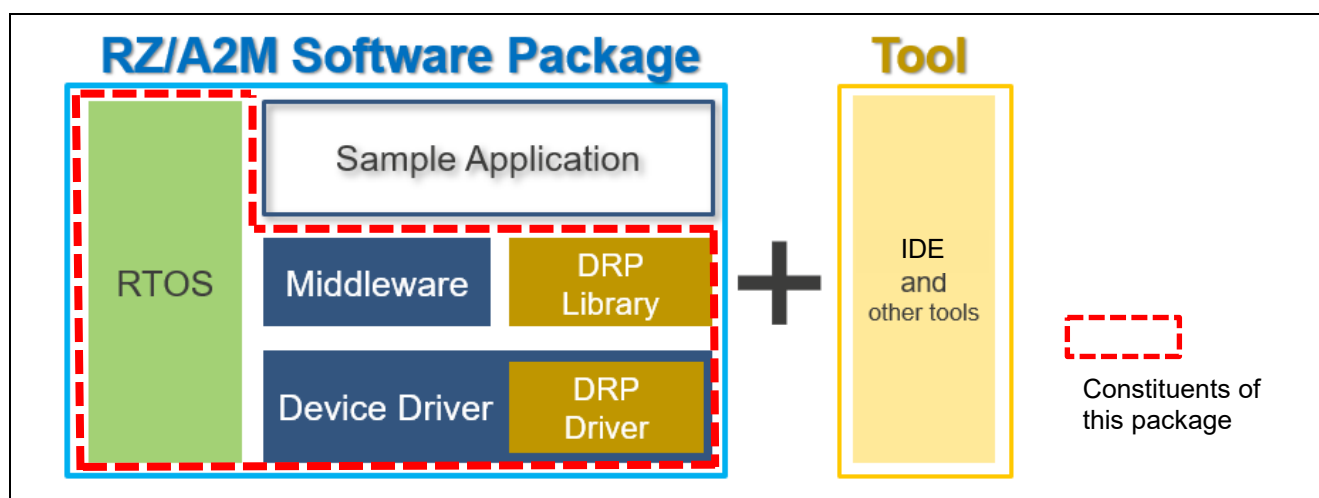 RZ/A2M Software Package
Tool
Sample Application
RTOS
Middleware
DRP
Library
Device Driver
DRP
Driver
IDE
and
other tools
Constituents of
this package